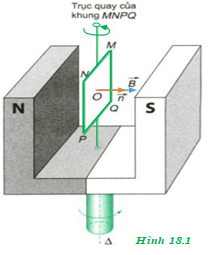 Trục quay của
khung MNPQ
M
N
B
O
n
Q
N
S
P
Δ
Hình 18.1